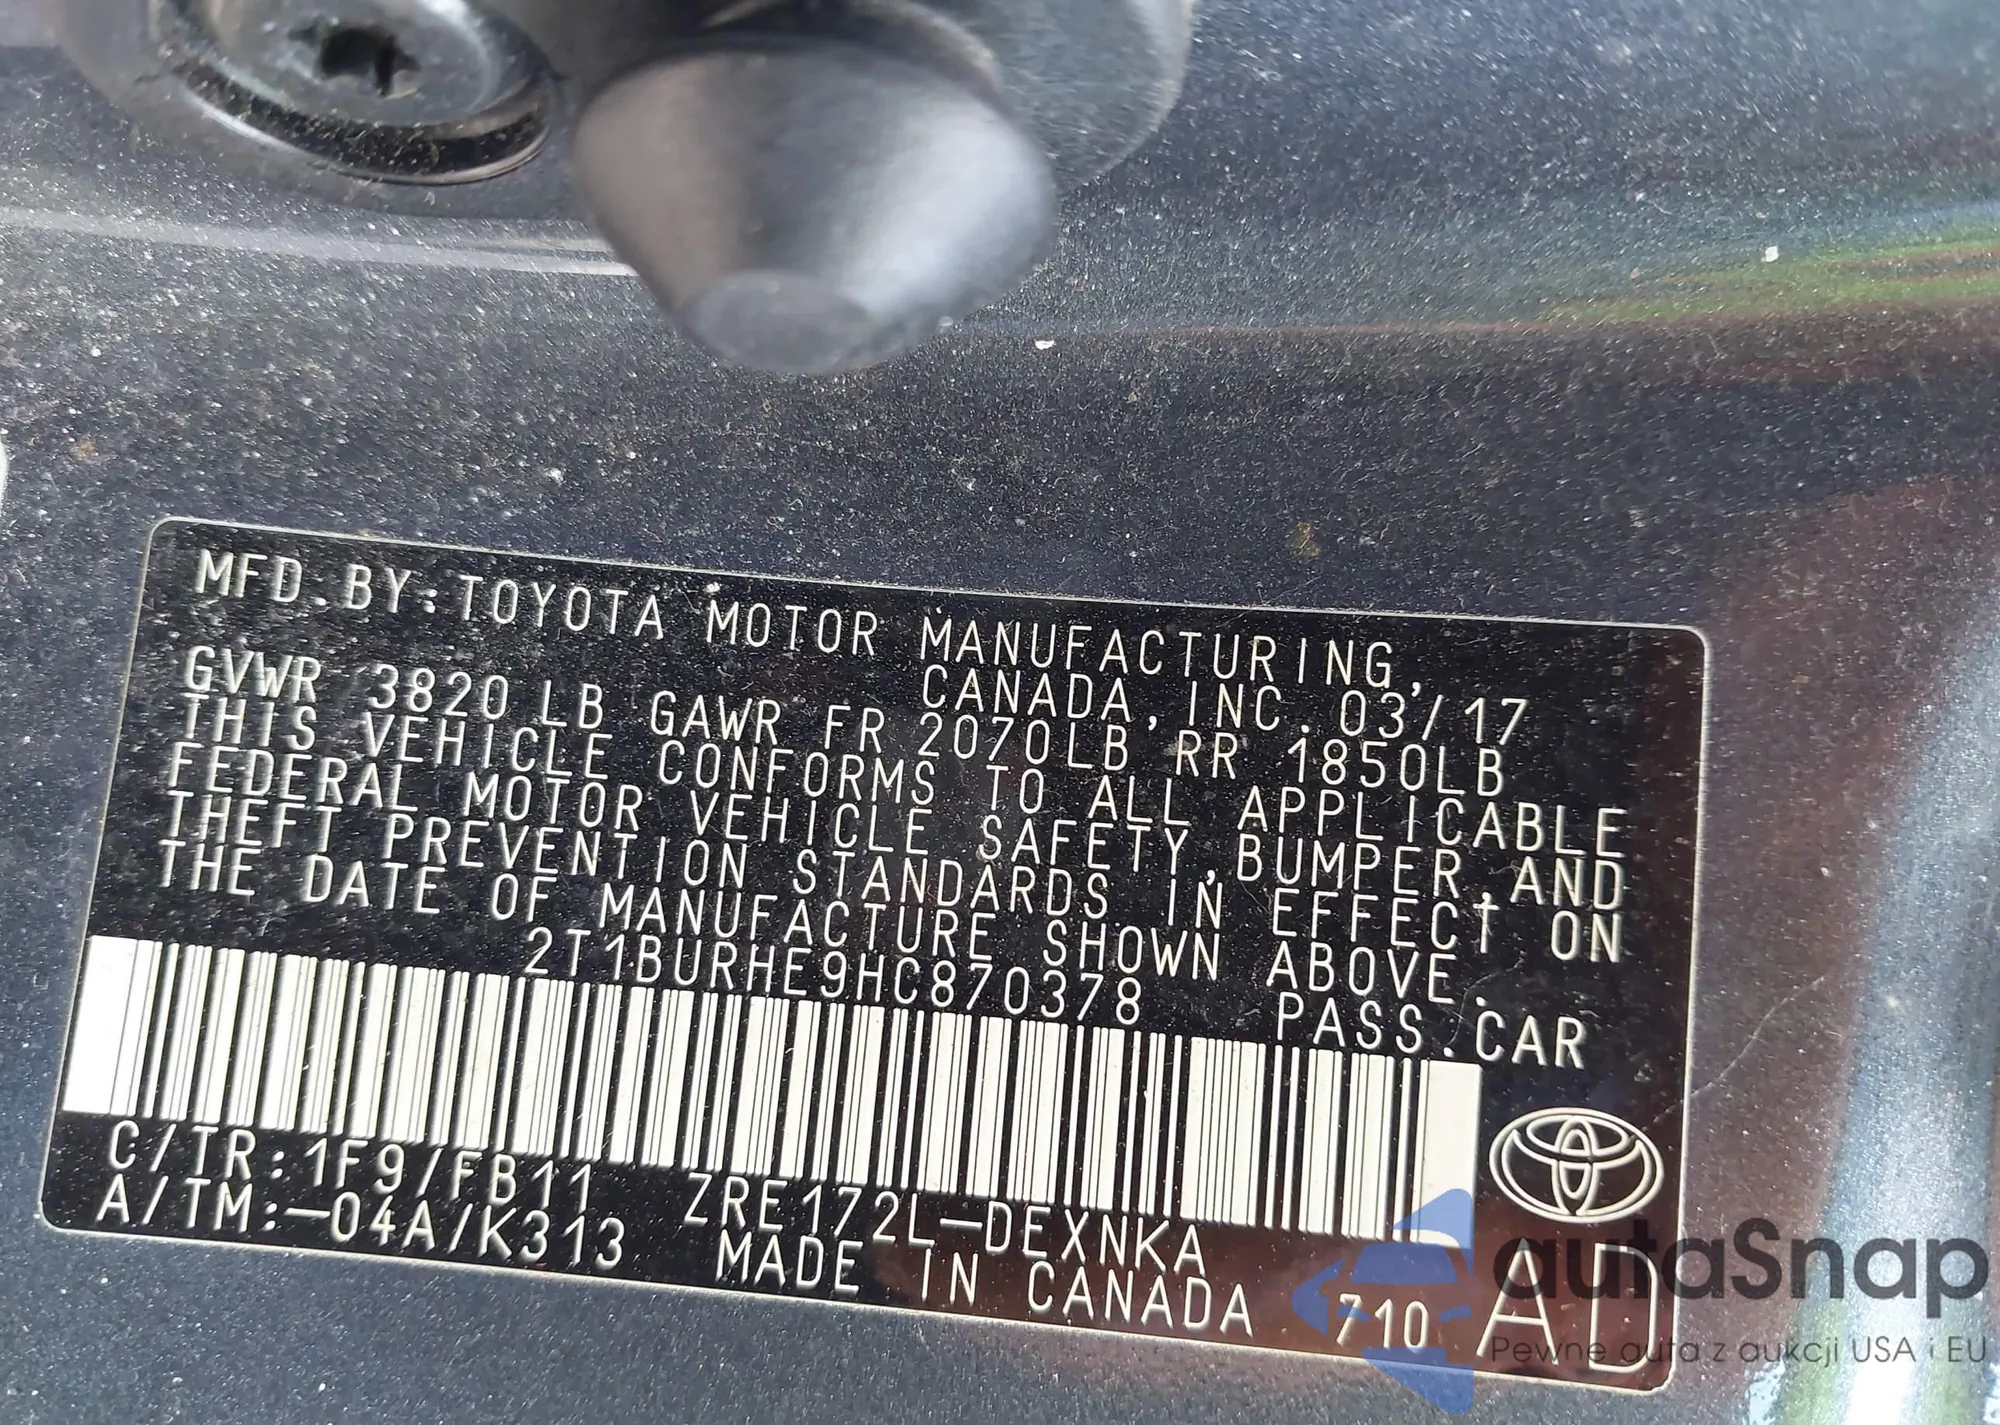 MFD.BY:TOYOTA MOTOR MANUFACTURING,
CANADA, INC. 03/17
GVWR 3820 LB GAWR FR 2070LB RR 1850LB
THIS VEHICLE CONFORMS TO ALL APPLICABLE
FEDERAL MOTOR VEHICLE SAFETY,BUMPER,AND
THEFT PREVENTION STANDARDS IN EFFECT ON
THE DATE OF MANUFACTURE SHOWN ABOVE.
2T1BURHE9HC870378 PASS.CAR
C/TR:1F9/FB11 ZRE172L-DEXNKA
A/TM:-04A/K313 MADE IN CANADA 710 AD
autaSnap
Pewne auta z aukcji USA i EU